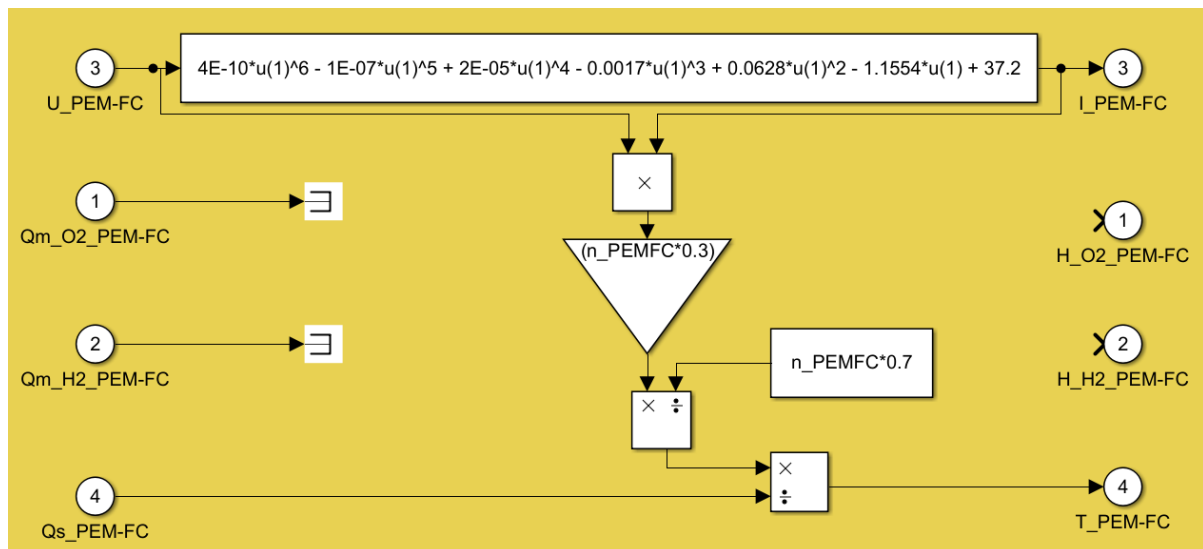 3
4E-10*u(1)^6 - 1E-07*u(1)^5 + 2E-05*u(1)^4 - 0.0017*u(1)^3 + 0.0628*u(1)^2 - 1.1554*u(1) + 37.2
3
U_PEM-FC
I_PEM-FC
×
1
Qm_O2_PEM-FC
1
H_O2_PEM-FC
(n_PEMFC*0.3)
2
Qm_H2_PEM-FC
n_PEMFC*0.7
2
H_H2_PEM-FC
× ÷
×
÷
4
Qs_PEM-FC
4
T_PEM-FC